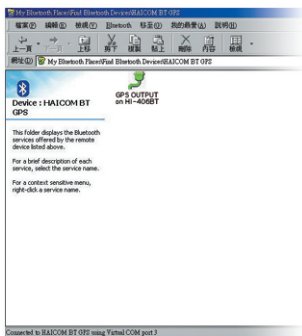 My Bluetooth Places\Find Bluetooth Devices\HAICOM BT GPS
檔案(F) 編輯(E) 檢視(V) Bluetooth 移至(G) 我的最愛(A) 說明(H)
上一頁 下一頁 上移 剪下 複製 貼上 刪除 內容 檢視
網址(D) My Bluetooth Places\Find Bluetooth Devices\HAICOM BT GPS
Device : HAICOM BT
GPS
GPS OUTPUT
on HI-406BT
This folder displays the Bluetooth
services offered by the remote
device listed above.
For a brief description of each
service, select the service name.
For a context sensitive menu,
right-click a service name.
Connected to HAICOM BT GPS using Virtual COM port 3